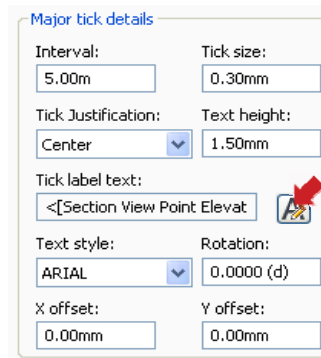 Major tick details
Interval: Tick size:
5.00m 0.30mm
Tick Justification: Text height:
Center 1.50mm
Tick label text:
<[Section View Point Elevat
Text style: Rotation:
ARIAL 0.0000 (d)
X offset: Y offset:
0.00mm 0.00mm